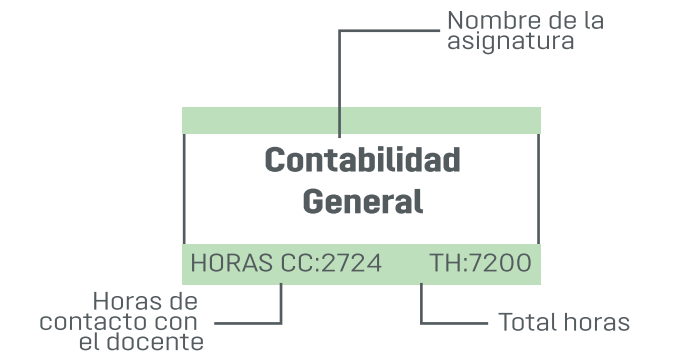 Nombre de la
asignatura
Contabilidad
General
HORAS CC:2724 TH:7200
Horas de
contacto con
el docente
Total horas